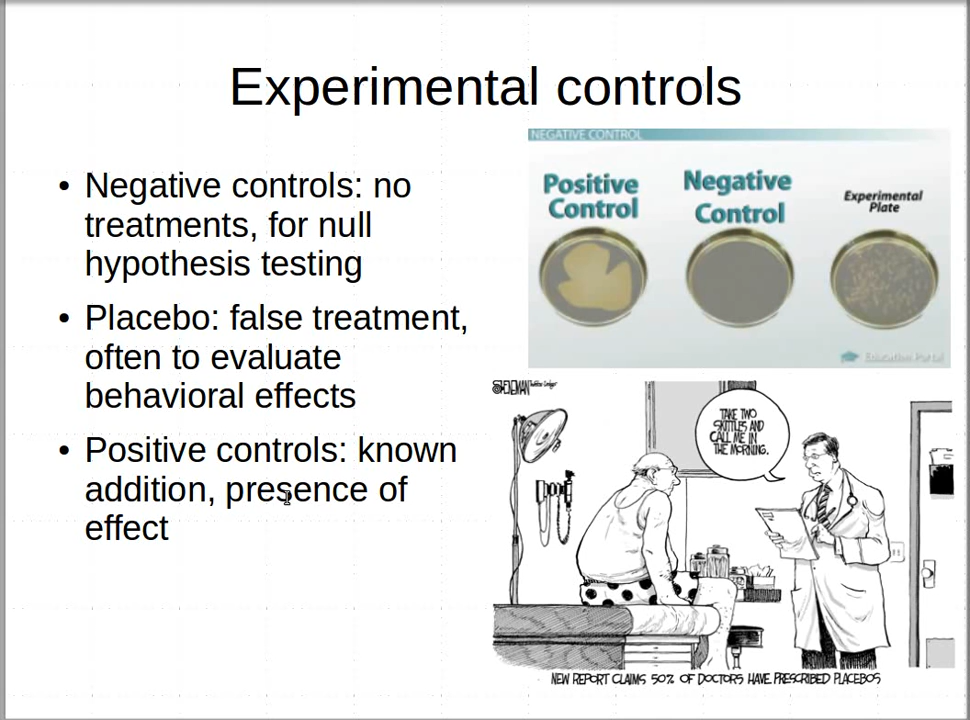 Experimental controls
• Negative controls: no
treatments, for null
hypothesis testing
• Placebo: false treatment,
often to evaluate
behavioral effects
• Positive controls: known
addition, presence of
effect
NEGATIVE CONTROL
Positive
Control
Negative
Control
Experimental
Plate
Education Portal
TAKE TWO
SKITTLES AND
CALL ME IN
THE MORNING.
NEW REPORT CLAIMS 50% OF DOCTORS HAVE PRESCRIBED PLACEBOS